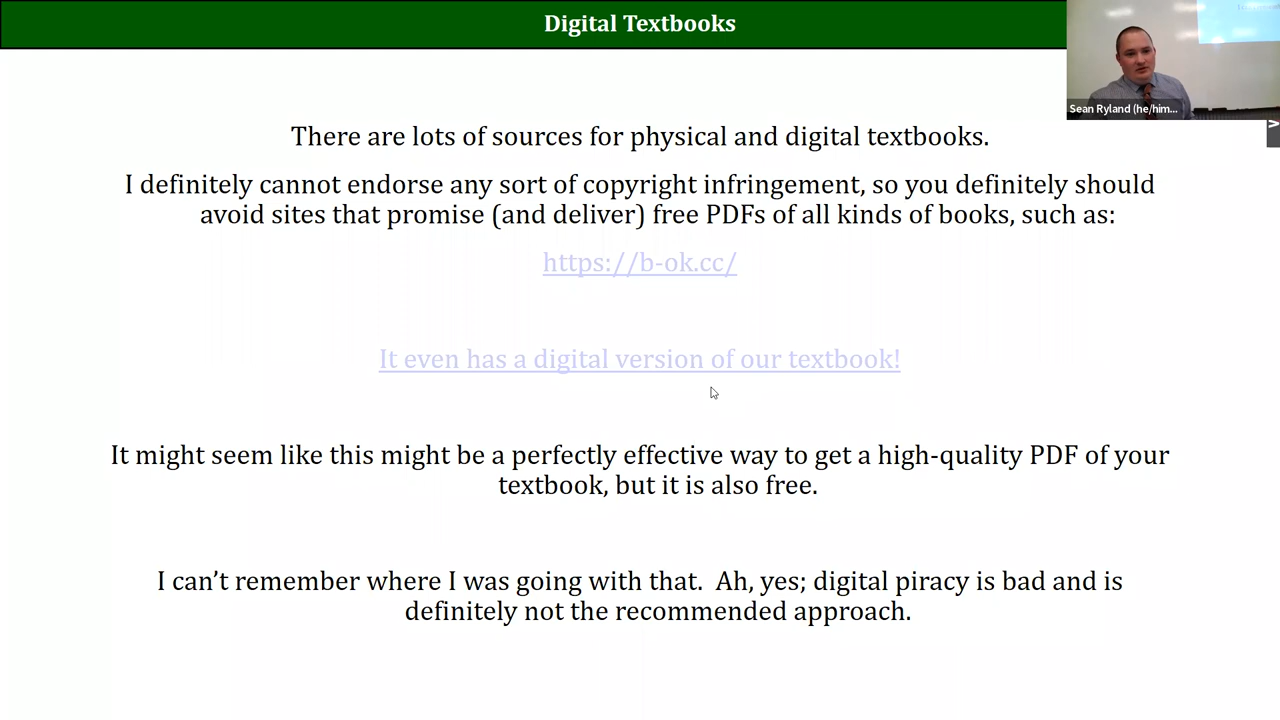 Digital Textbooks
Sean Ryland (he/him...
There are lots of sources for physical and digital textbooks.
I definitely cannot endorse any sort of copyright infringement, so you definitely should
avoid sites that promise (and deliver) free PDFs of all kinds of books, such as:
https://b-ok.cc/
It even has a digital version of our textbook!
It might seem like this might be a perfectly effective way to get a high-quality PDF of your
textbook, but it is also free.
I can’t remember where I was going with that.  Ah, yes; digital piracy is bad and is
definitely not the recommended approach.